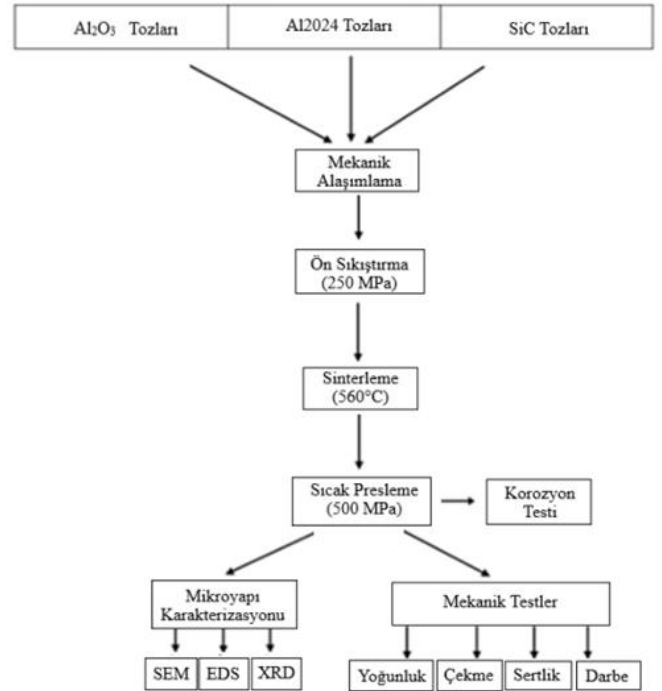 Al₂O₃ Tozları
Al2024 Tozları
SiC Tozları
Mekanik
Alaşımlama
Ön Sıkıştırma
(250 MPa)
Sinterleme
(560°C)
Sıcak Presleme
(500 MPa)
Korozyon
Testi
Mikroyapı
Karakterizasyonu
Mekanik Testler
SEM
EDS
XRD
Yoğunluk
Çekme
Sertlik
Darbe